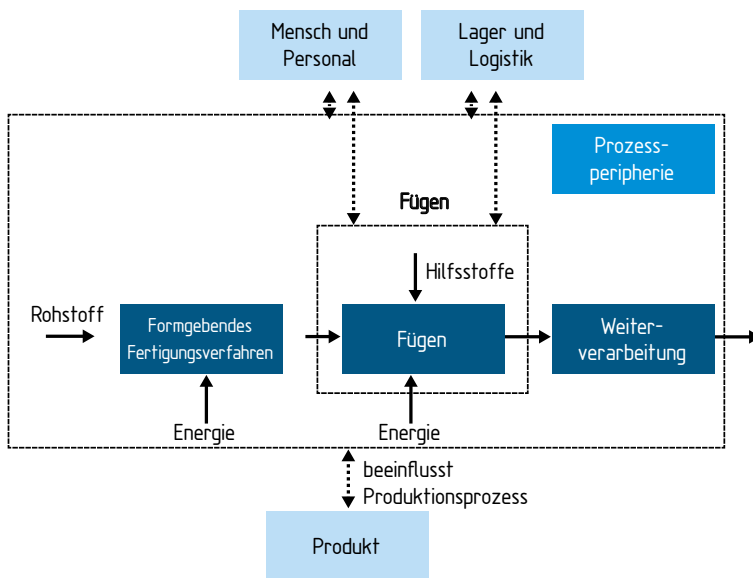 Mensch und
Personal
Lager und
Logistik
Prozess-
peripherie
Fügen
Hilfsstoffe
Rohstoff
Formgebendes
Fertigungsverfahren
Fügen
Weiter-
verarbeitung
Energie
Energie
beeinflusst
Produktionsprozess
Produkt